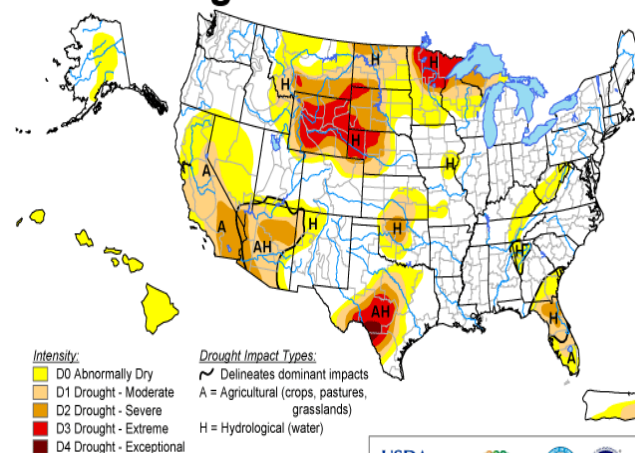 H
H
H
H
H
A
A
AH
H
H
H
AH
H
A
Intensity:
D0 Abnormally Dry
D1 Drought - Moderate
D2 Drought - Severe
D3 Drought - Extreme
D4 Drought - Exceptional
Drought Impact Types:
Delineates dominant impacts
A = Agricultural (crops, pastures,
grasslands)
H = Hydrological (water)